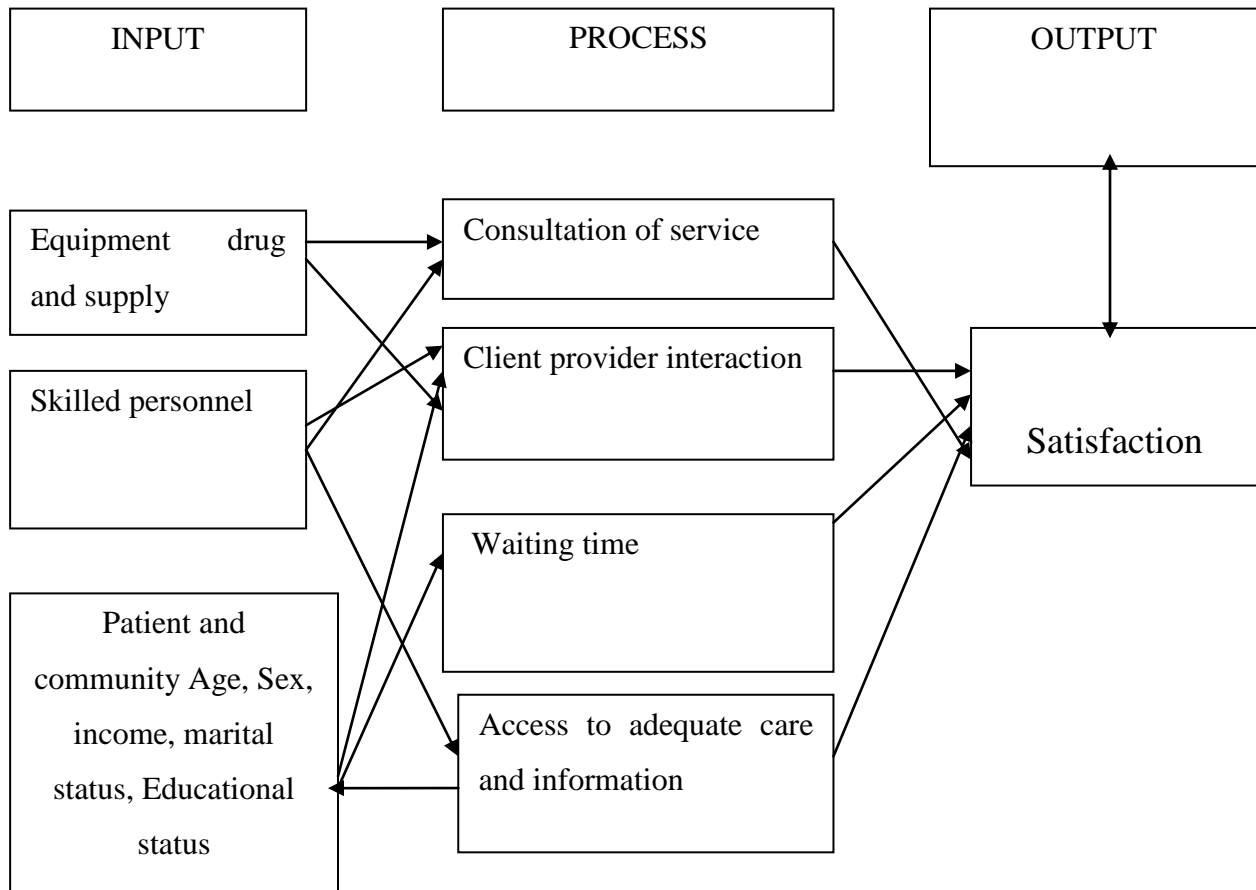 INPUT
PROCESS
OUTPUT
Equipment drug
and supply
Skilled personnel
Patient and
community Age, Sex,
income, marital
status, Educational
status
Consultation of service
Client provider interaction
Waiting time
Access to adequate care
and information
Satisfaction